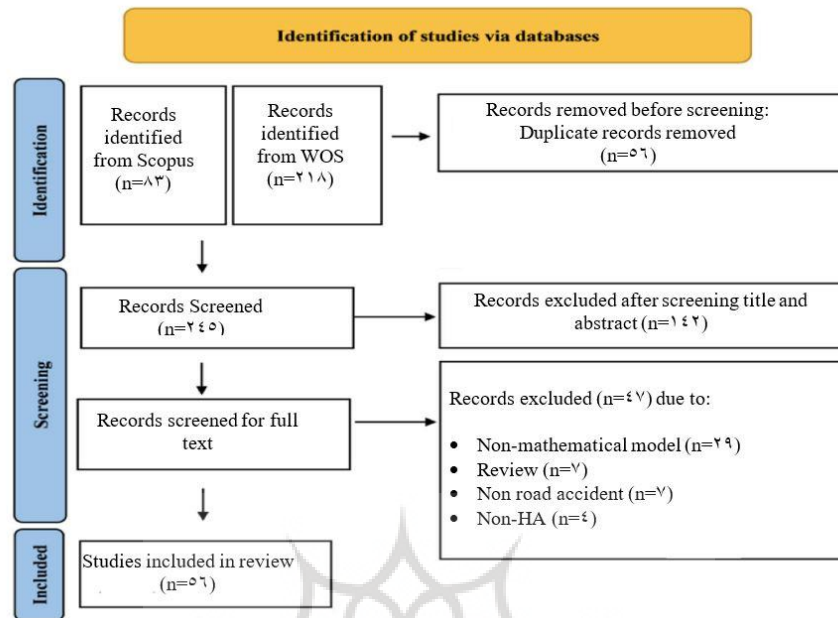 Identification of studies via databases
Identification
Records
identified
from Scopus
(n=٨٣)
Records
identified
from WOS
(n=٢١٨)
Records removed before screening:
Duplicate records removed
(n=٥٦)
Screening
Records Screened
(n=٢٤٥)
Records excluded after screening title and
abstract (n=١٤٢)
Records screened for full
text
Records excluded (n=٤٧) due to:
• Non-mathematical model (n=٢٩)
• Review (n=٧)
• Non road accident (n=٧)
• Non-HA (n=٤)
Included
Studies included in review
(n=٥٦)